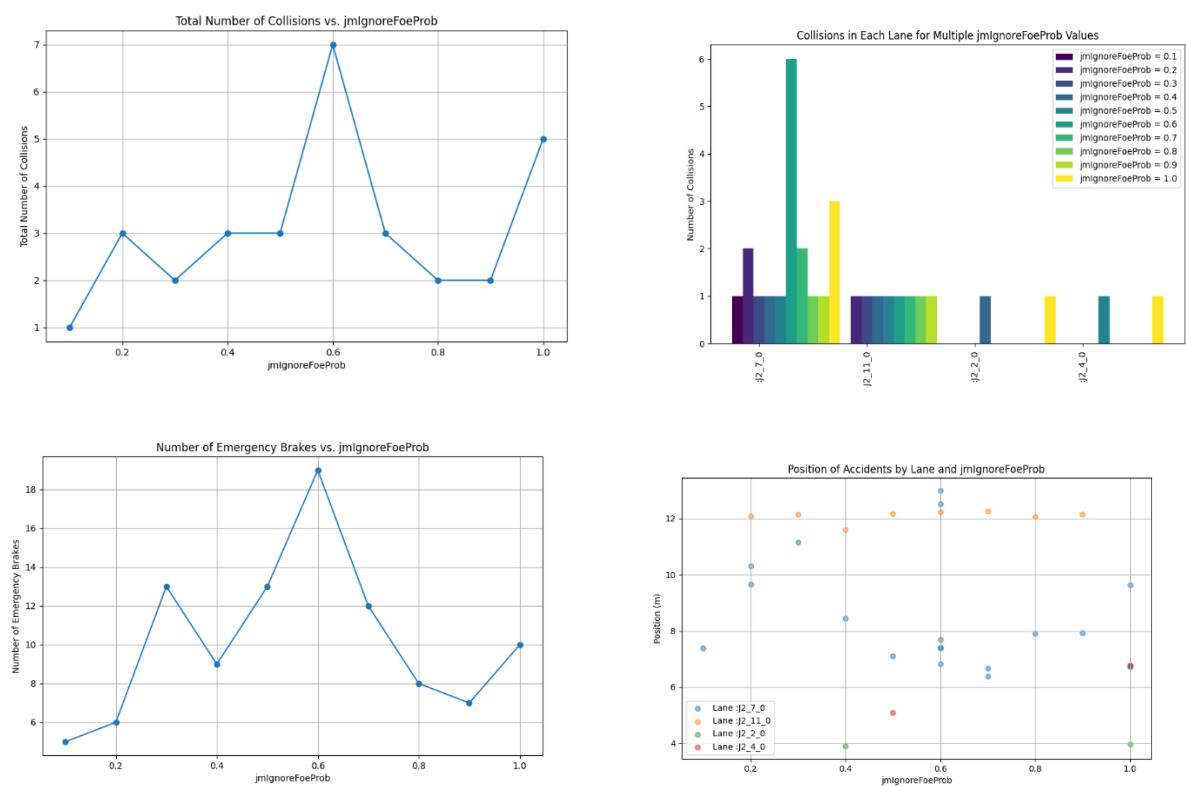 Total Number of Collisions vs. jmIgnoreFoeProb
Total Number of Collisions
7
6
5
4
3
2
1
0.2
0.4
0.6
0.8
1.0
jmIgnoreFoeProb
Collisions in Each Lane for Multiple jmIgnoreFoeProb Values
Number of Collisions
6
5
4
3
2
1
0
jmIgnoreFoeProb = 0.1
jmIgnoreFoeProb = 0.2
jmIgnoreFoeProb = 0.3
jmIgnoreFoeProb = 0.4
jmIgnoreFoeProb = 0.5
jmIgnoreFoeProb = 0.6
jmIgnoreFoeProb = 0.7
jmIgnoreFoeProb = 0.8
jmIgnoreFoeProb = 0.9
jmIgnoreFoeProb = 1.0
:J2_7_0
J2_11_0
:J2_2_0
:J2_4_0
Number of Emergency Brakes vs. jmIgnoreFoeProb
Number of Emergency Brakes
18
16
14
12
10
8
6
0.2
0.4
0.6
0.8
1.0
jmIgnoreFoeProb
Position of Accidents by Lane and jmIgnoreFoeProb
Position (m)
12
10
8
6
4
Lane :J2_7_0
Lane :J2_11_0
Lane :J2_2_0
Lane :J2_4_0
0.2
0.4
0.6
0.8
1.0
jmIgnoreFoeProb